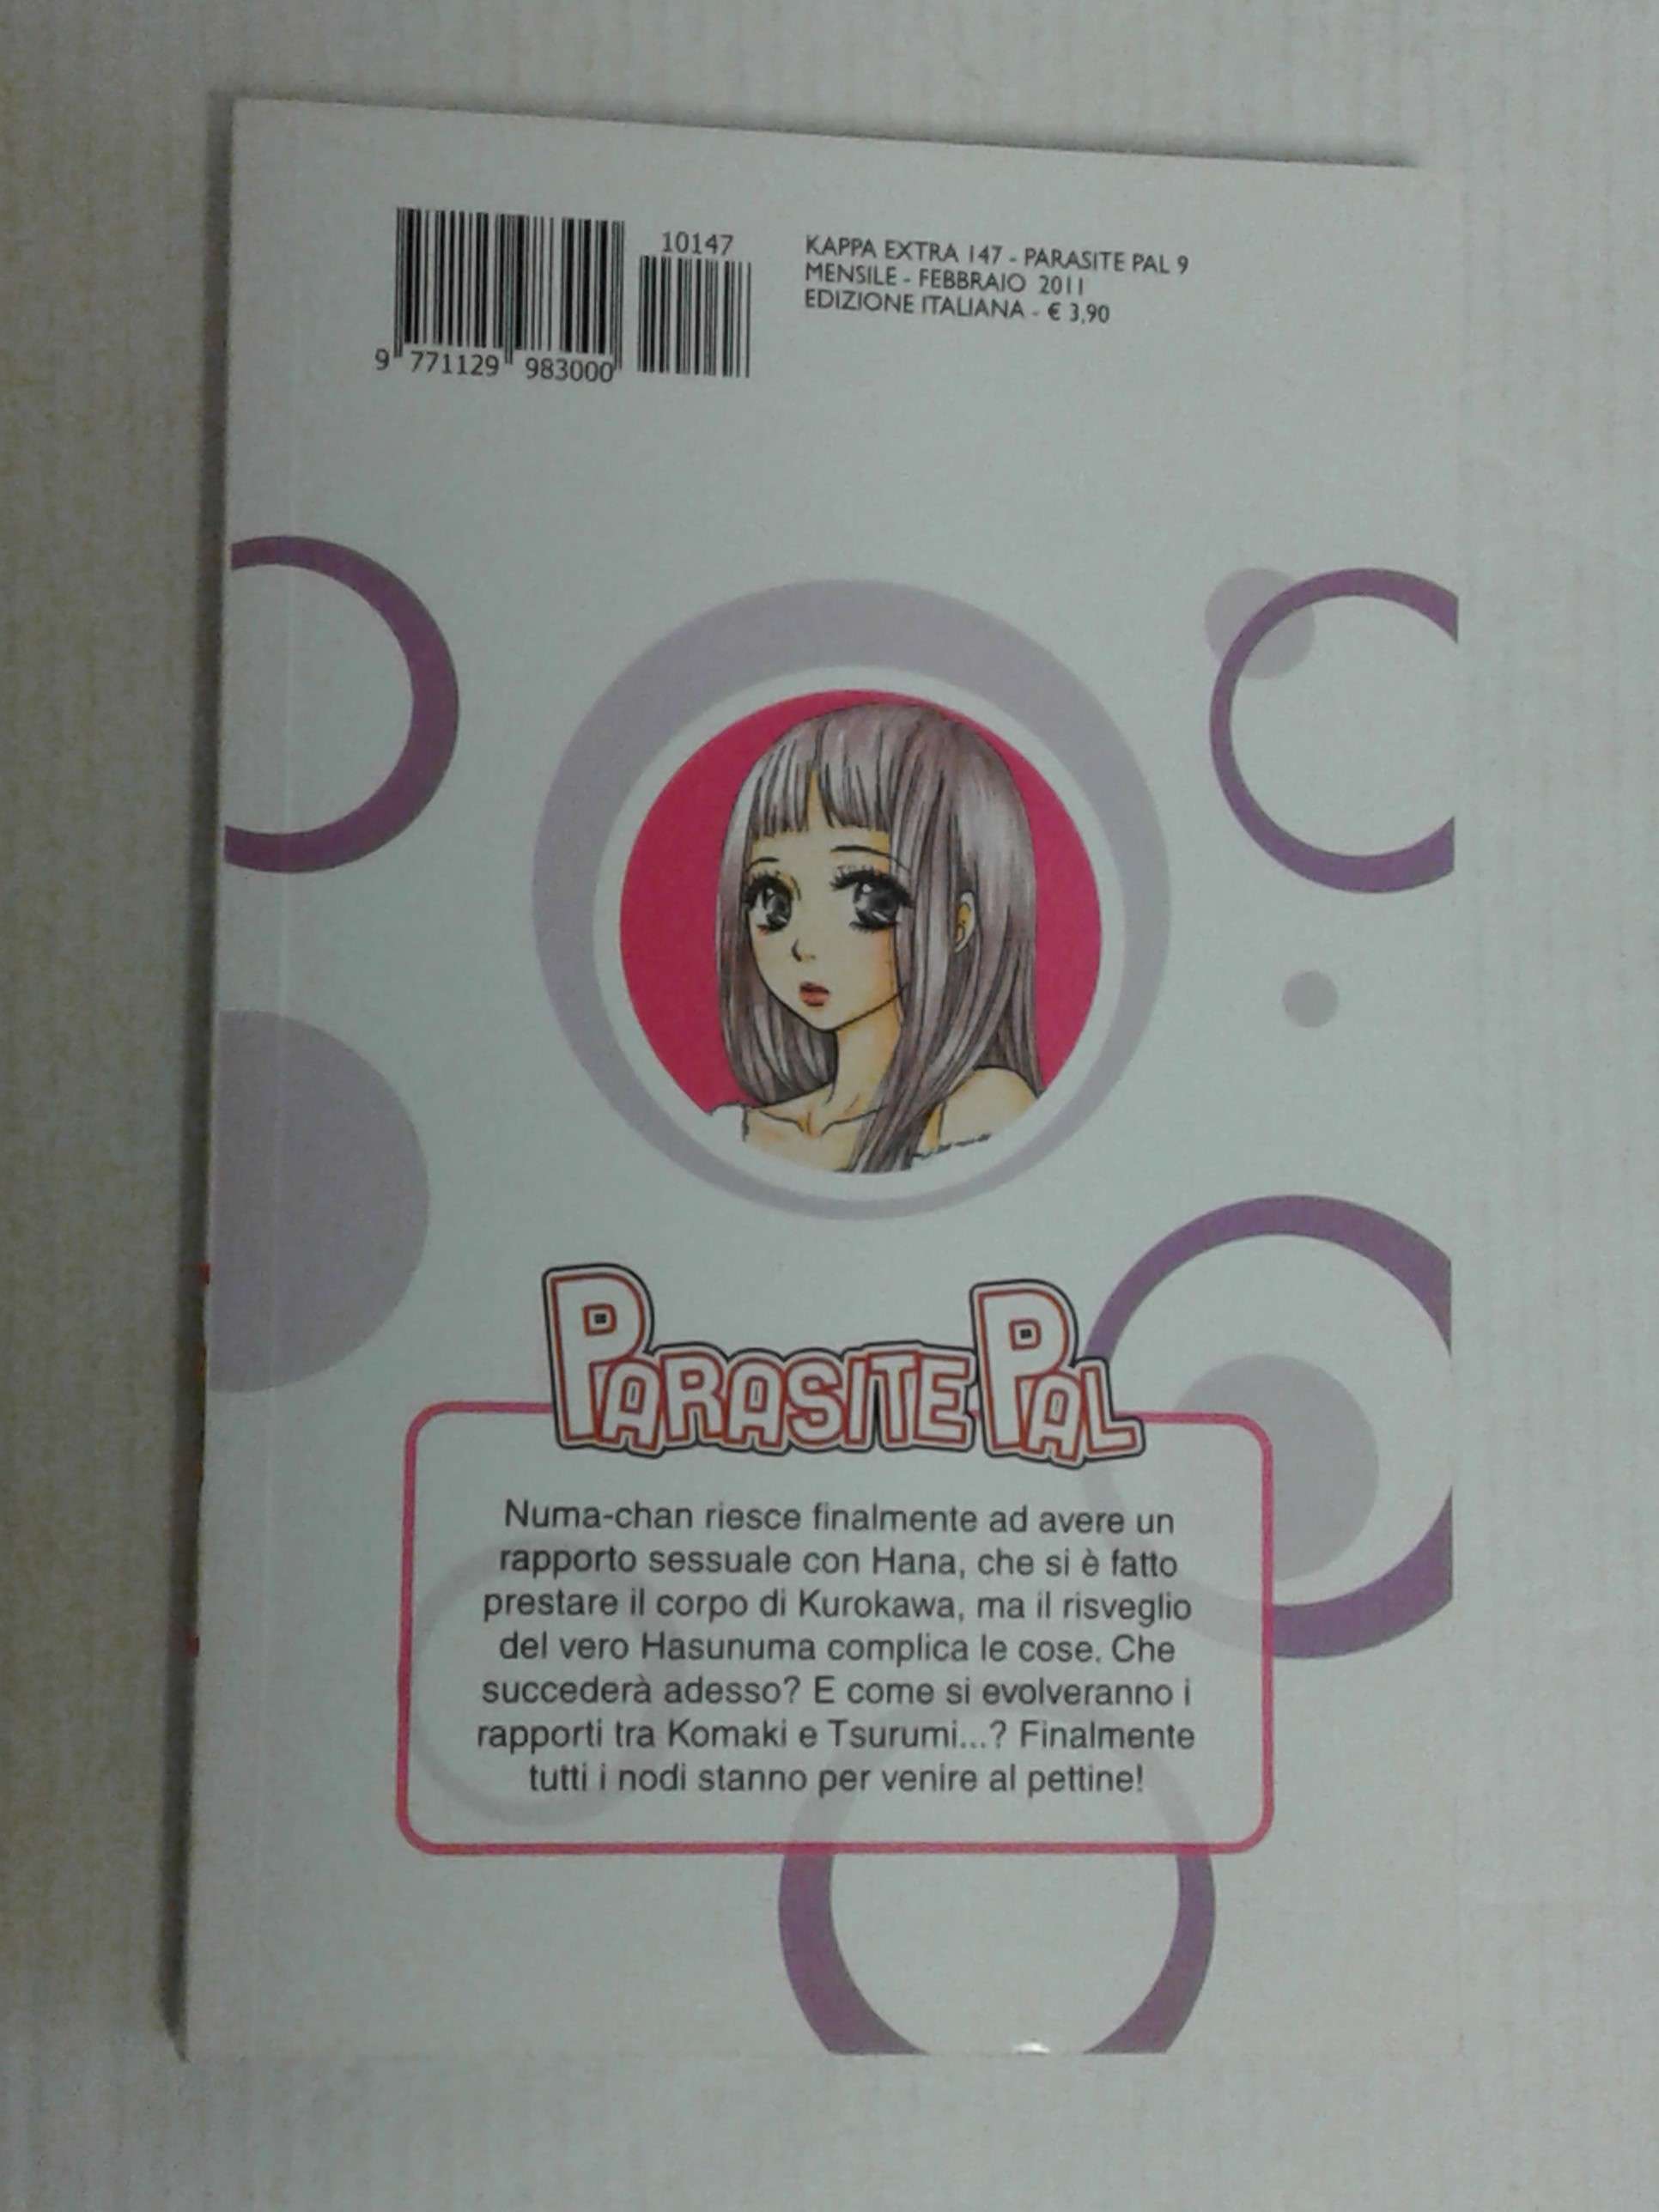 10147
9 771129 983000
KAPPA EXTRA 147 - PARASITE PAL 9
MENSILE - FEBBRAIO 2011
EDIZIONE ITALIANA - € 3,90
PARASITE PAL
Numa-chan riesce finalmente ad avere un
rapporto sessuale con Hana, che si è fatto
prestare il corpo di Kurokawa, ma il risveglio
del vero Hasunuma complica le cose. Che
succederà adesso? E come si evolveranno i
rapporti tra Komaki e Tsurumi...? Finalmente
tutti i nodi stanno per venire al pettine!